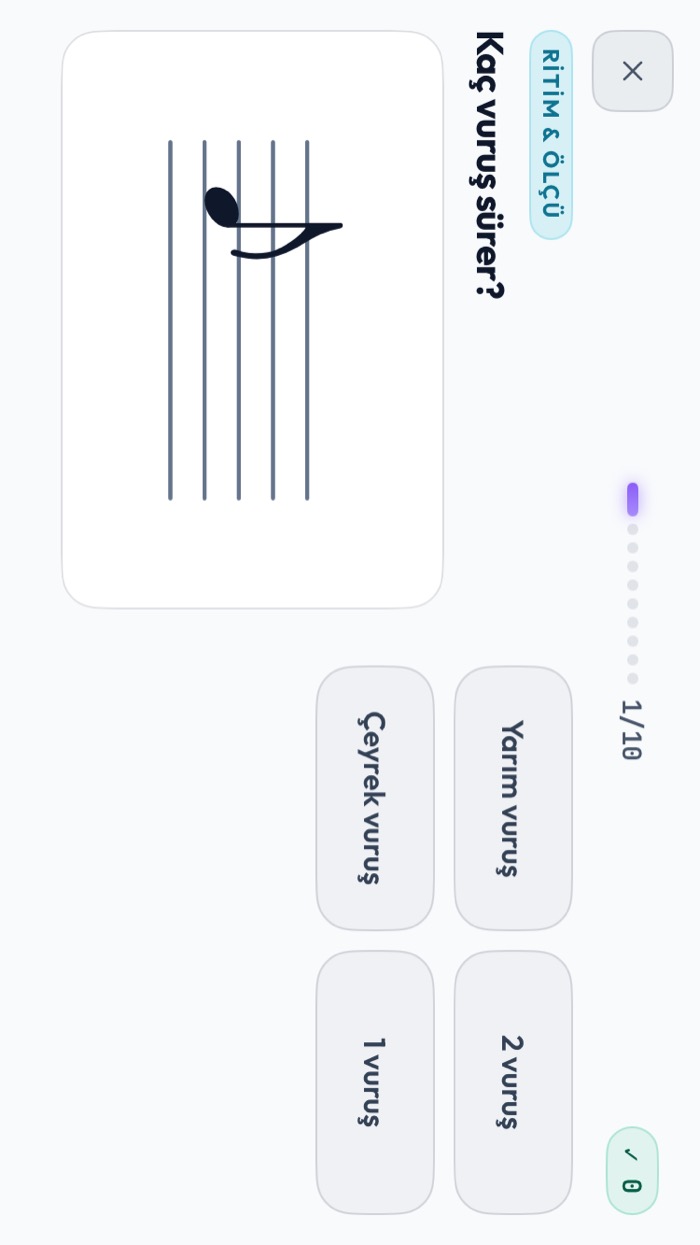 1/10
✓ 0
RİTİM & ÖLÇÜ
Kaç vuruş sürer?
Yarım vuruş
2 vuruş
Çeyrek vuruş
1 vuruş